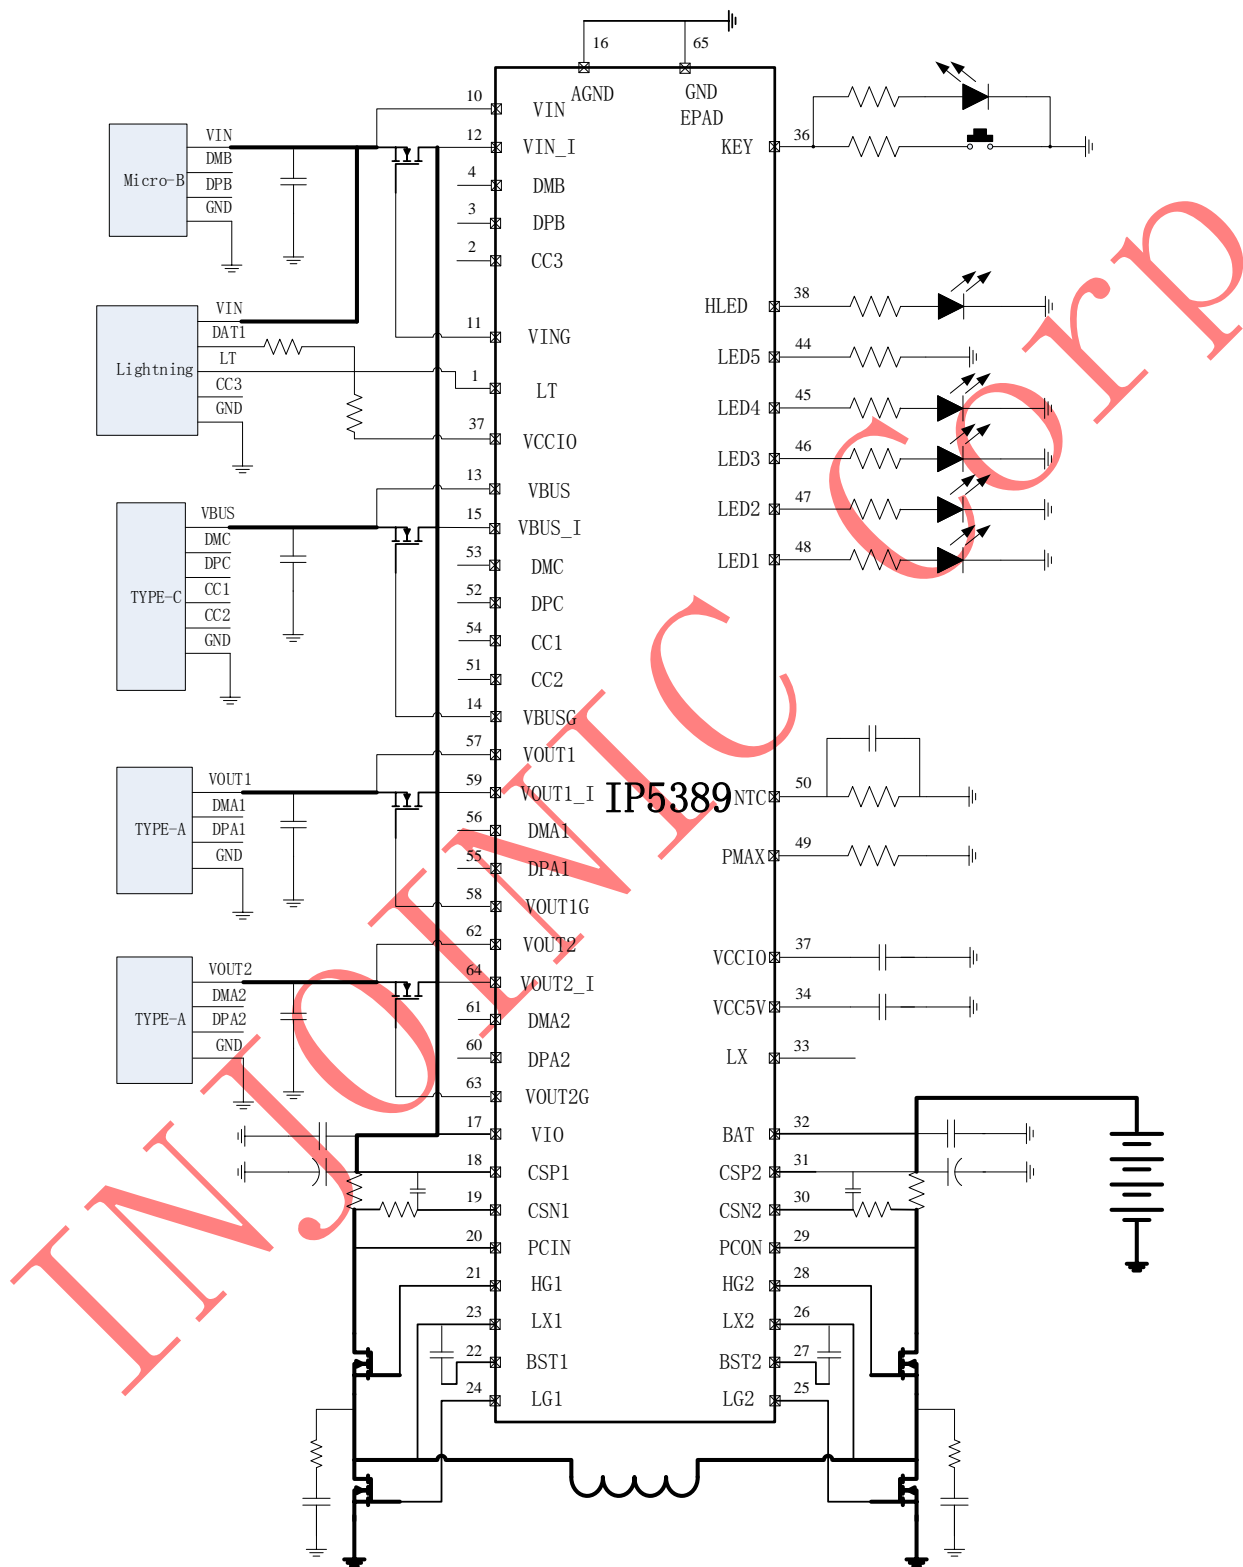 16
65
AGND
GND
EPAD
10
VIN
12
VIN_I
4
DMB
3
DPB
2
CC3
11
VING
1
LT
37
VCCIO
13
VBUS
15
VBUS_I
53
DMC
52
DPC
54
CC1
51
CC2
14
VBUSG
57
VOUT1
59
VOUT1_I
56
DMA1
55
DPA1
58
VOUT1G
62
VOUT2
64
VOUT2_I
61
DMA2
60
DPA2
63
VOUT2G
17
VIO
18
CSP1
19
CSN1
20
PCIN
21
HG1
23
LX1
22
BST1
24
LG1
Micro-B
VIN
DMB
DPB
GND
Lightning
VIN
DAT1
LT
CC3
GND
TYPE-C
VBUS
DMC
DPC
CC1
CC2
GND
TYPE-A
VOUT1
DMA1
DPA1
GND
TYPE-A
VOUT2
DMA2
DPA2
GND
IP5389
KEY
36
HLED
38
LED5
44
LED4
45
LED3
46
LED2
47
LED1
48
NTC
50
PMAX
49
VCCIO
37
VCC5V
34
LX
33
BAT
32
CSP2
31
CSN2
30
PCON
29
HG2
28
LX2
26
BST2
27
LG2
25
INJOINIC Corp